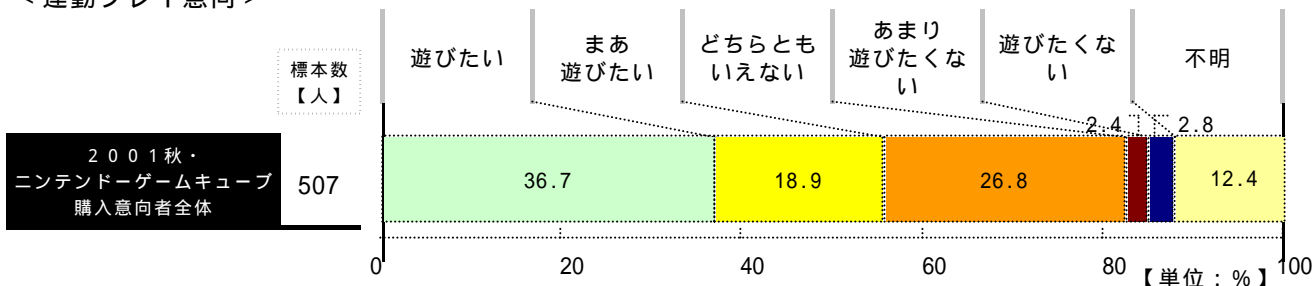 ＜連動プレイ意向＞
標本数
【人】
遊びたい
まあ
遊びたい
どちらとも
いえない
あまり
遊びたくな
い
遊びたくな
い
不明
２００１秋・
ニンテンドーゲームキューブ
購入意向者全体
507
36.7
18.9
26.8
2.4
2.8
12.4
0
20
40
60
80
100
【単位：％】